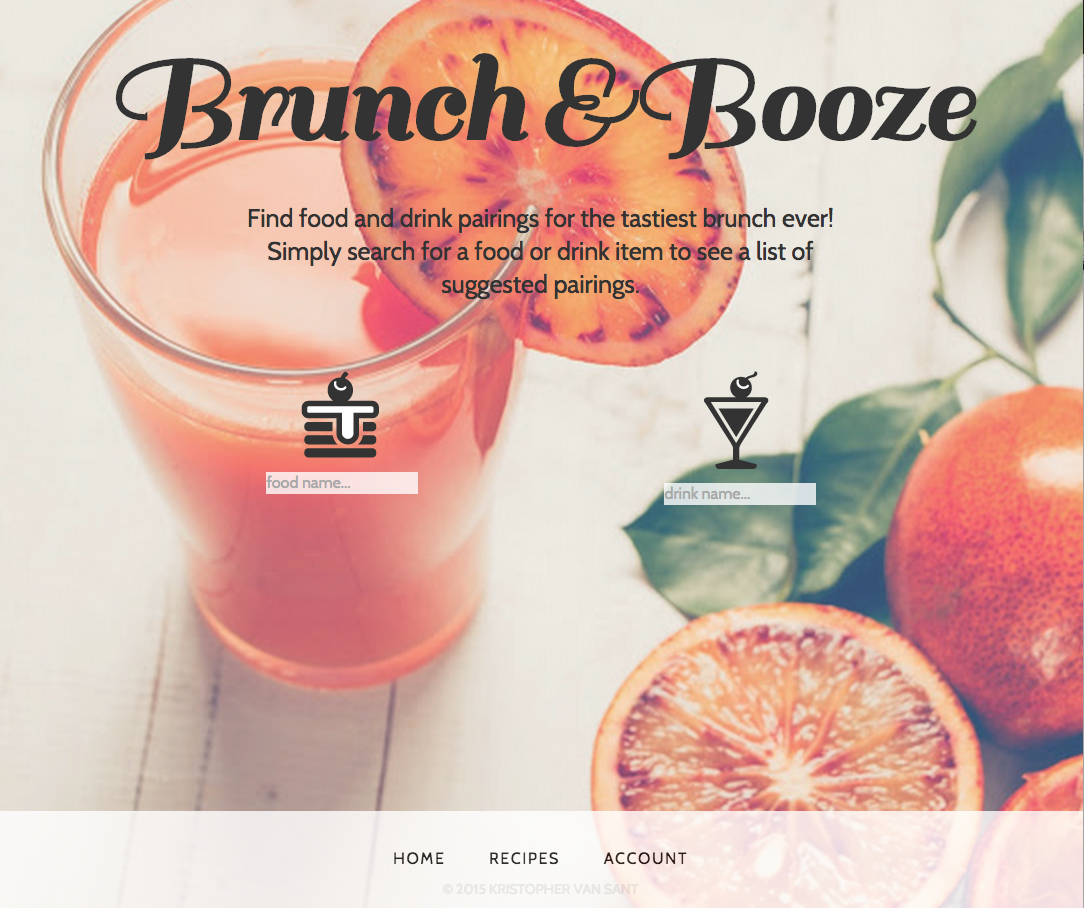 Brunch & Booze
Find food and drink pairings for the tastiest brunch ever!
Simply search for a food or drink item to see a list of
suggested pairings.
food name...
drink name...
HOME RECIPES ACCOUNT
© 2015 KRISTOPHER VAN SANT